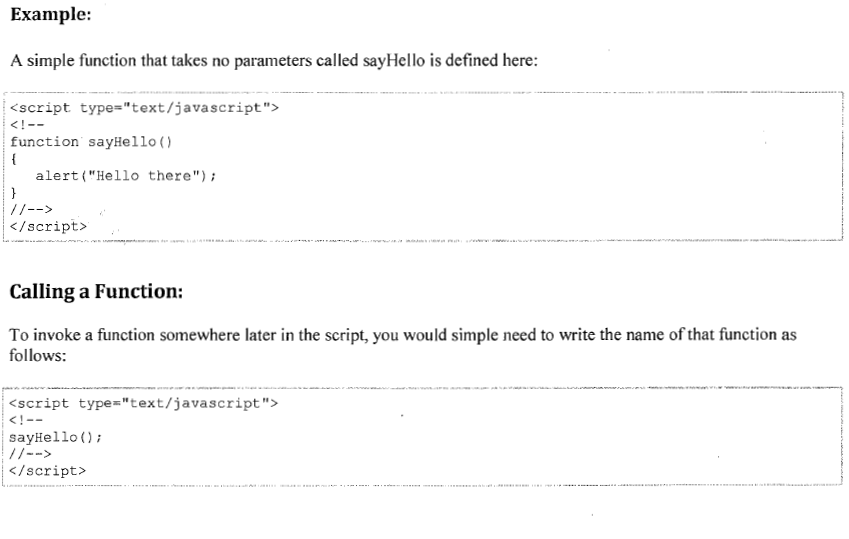 Example:
A simple function that takes no parameters called sayHello is defined here:
<script type="text/javascript">
<!--
function sayHello()
{
   alert("Hello there");
}
//-->
</script>
Calling a Function:
To invoke a function somewhere later in the script, you would simple need to write the name of that function as
follows:
<script type="text/javascript">
<!--
sayHello();
//-->
</script>